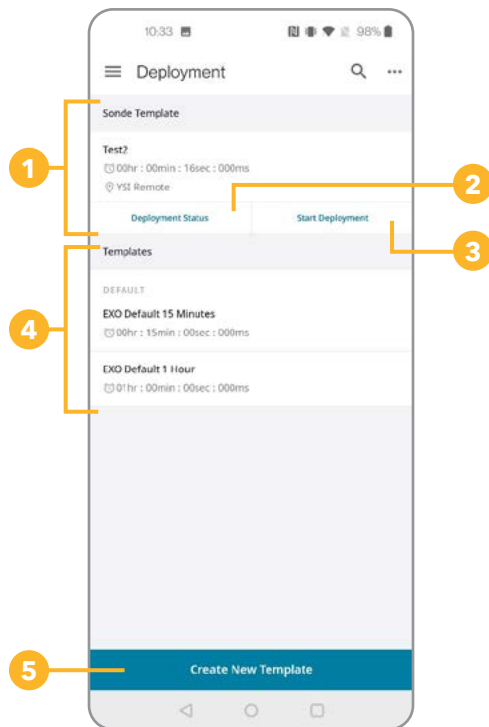 10:33 98%
Deployment
Sonde Template
1
Test2
00hr : 00min : 16sec : 000ms
YSI Remote
2
Deployment Status Start Deployment
3
Templates
4
DEFAULT
EXO Default 15 Minutes
00hr : 15min : 00sec : 000ms
EXO Default 1 Hour
01hr : 00min : 00sec : 000ms
5
Create New Template